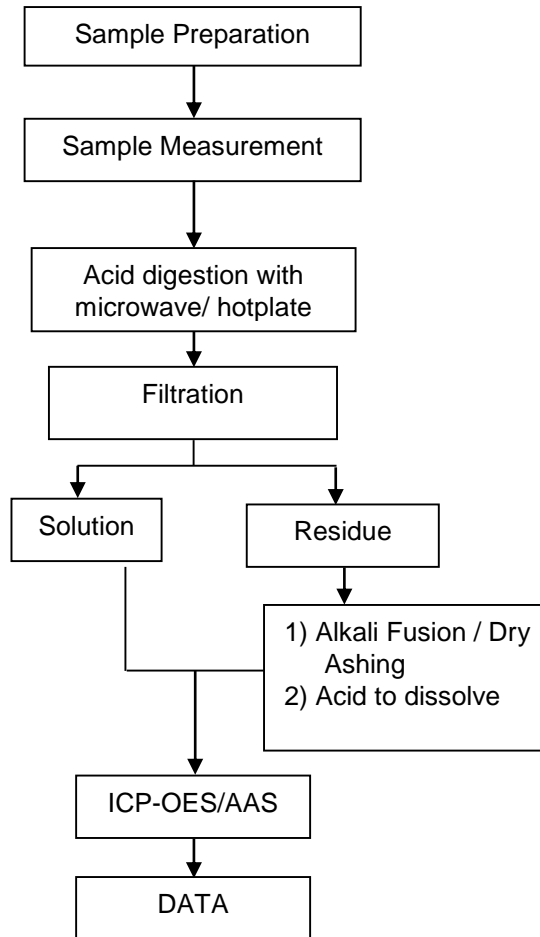 Sample Preparation
Sample Measurement
Acid digestion with
microwave/ hotplate
Filtration
Solution
Residue
1) Alkali Fusion / Dry
Ashing
2) Acid to dissolve
ICP-OES/AAS
DATA